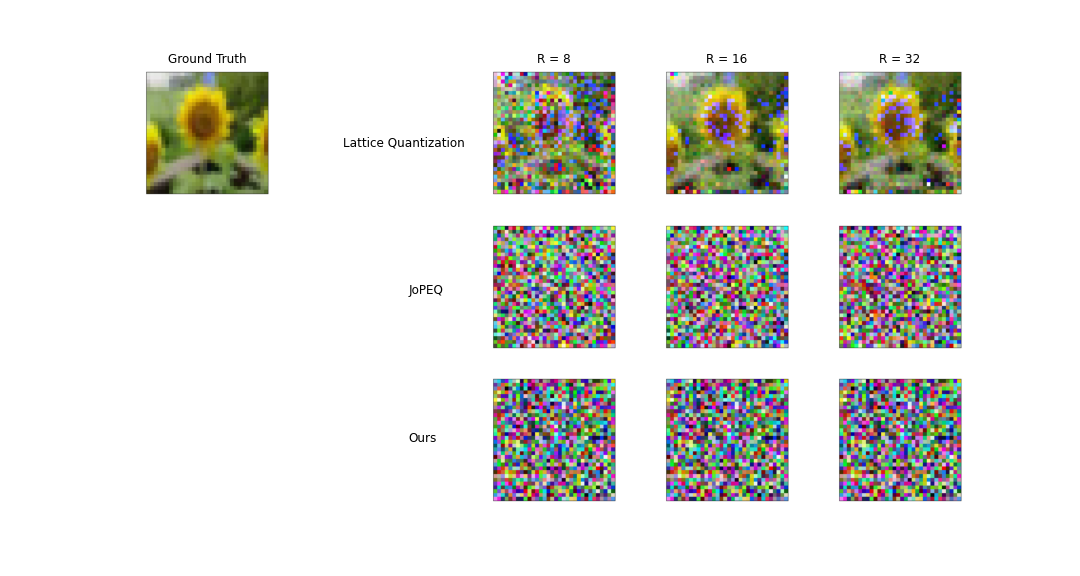 Ground Truth
R = 8
R = 16
R = 32
Lattice Quantization
JoPEQ
Ours